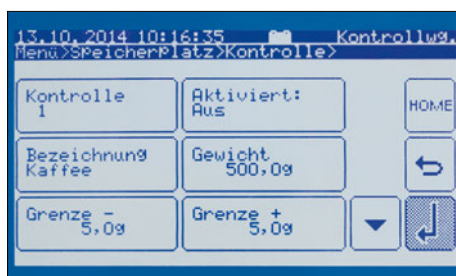 13.10.2014 10:16:35 Kontrollwg.
Menü>Speicherplatz>Kontrolle>
Kontrolle
1
Aktiviert:
Aus
HOME
Bezeichnung
Kaffee
Gewicht
500,0g
Grenze -
5,0g
Grenze +
5,0g